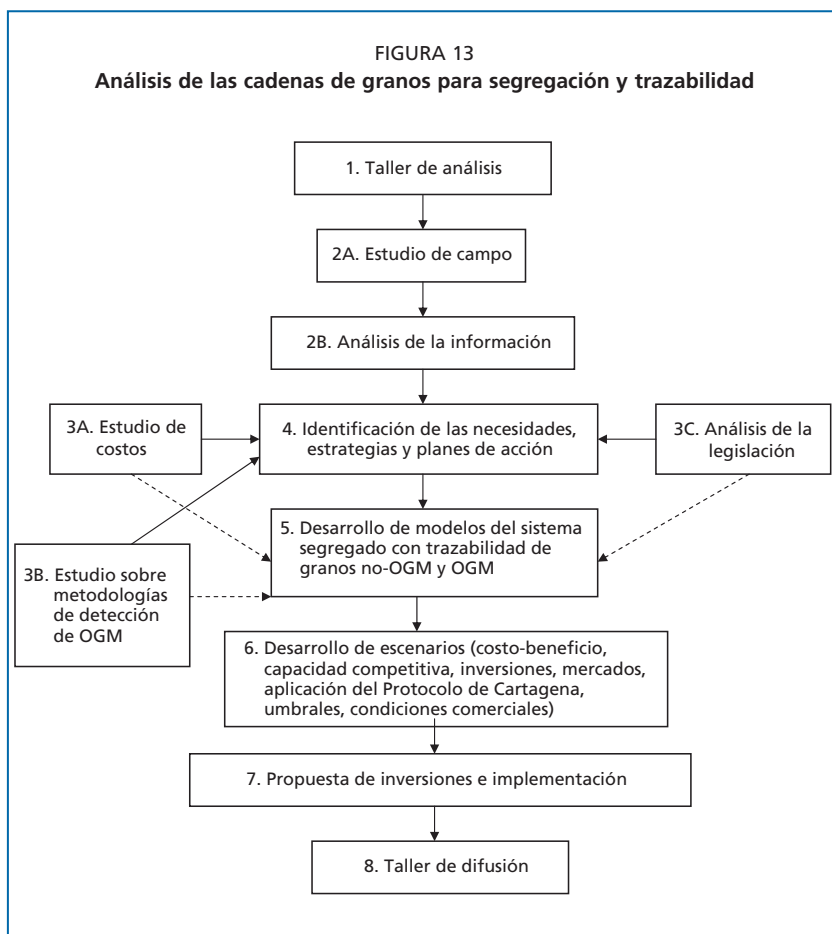 FIGURA 13
Análisis de las cadenas de granos para segregación y trazabilidad
1. Taller de análisis
2A. Estudio de campo
2B. Análisis de la información
3A. Estudio de
costos
4. Identificación de las necesidades,
estrategias y planes de acción
3C. Análisis de la
legislación
3B. Estudio sobre
metodologías
de detección
de OGM
5. Desarrollo de modelos del sistema
segregado con trazabilidad de
granos no-OGM y OGM
6. Desarrollo de escenarios (costo-beneficio,
capacidad competitiva, inversiones, mercados,
aplicación del Protocolo de Cartagena,
umbrales, condiciones comerciales)
7. Propuesta de inversiones e implementación
8. Taller de difusión